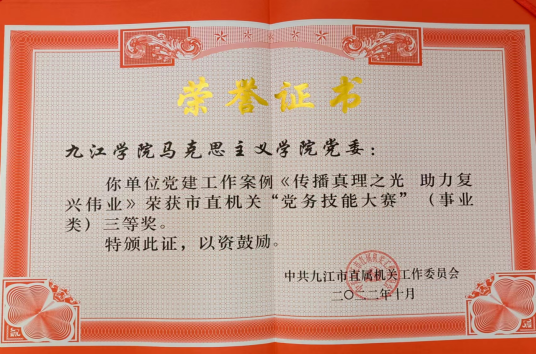 荣誉证书
九江学院马克思主义学院党委：
你单位党建工作案例《传播真理之光 助力复
兴伟业》荣获市直机关“党务技能大赛”（事业
类）三等奖。
特颁此证，以资鼓励。
中共九江市直属机关工作委员会
二〇二二年十月